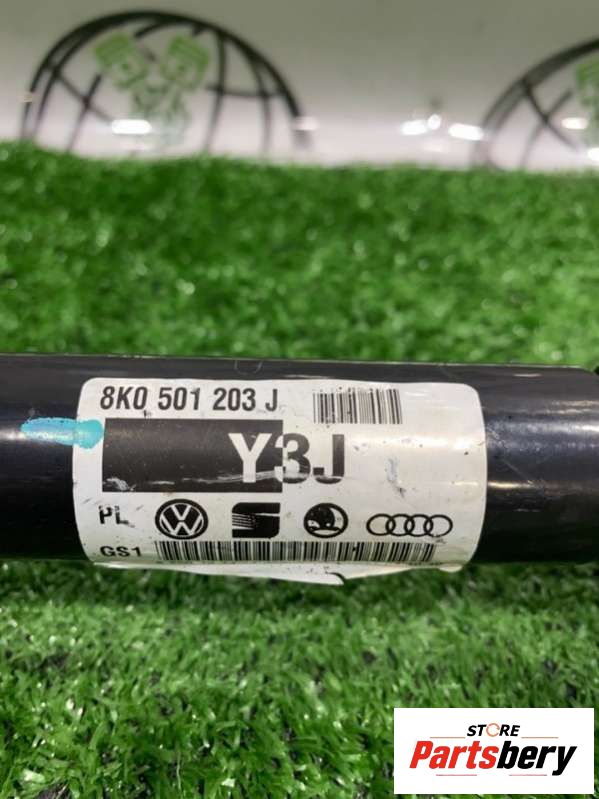 8K0 501 203 J
Y3J
PL
GS1
STORE
Partsbery